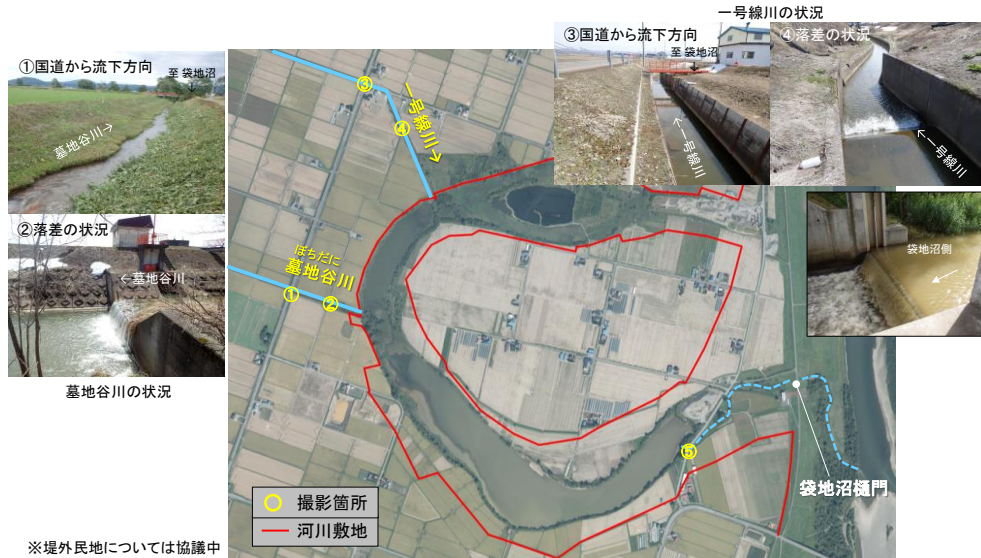 一号線川の状況
①国道から流下方向
至 袋地沼
墓地谷川→
②落差の状況
←墓地谷川
墓地谷川の状況
③国道から流下方向
至 袋地沼
←一号線川
④落差の状況
←一号線川
袋地沼側
③
④
一号線川→
ぼちだに
墓地谷川
①
②
⑤
袋地沼樋門
撮影箇所
河川敷地
※堤外民地については協議中